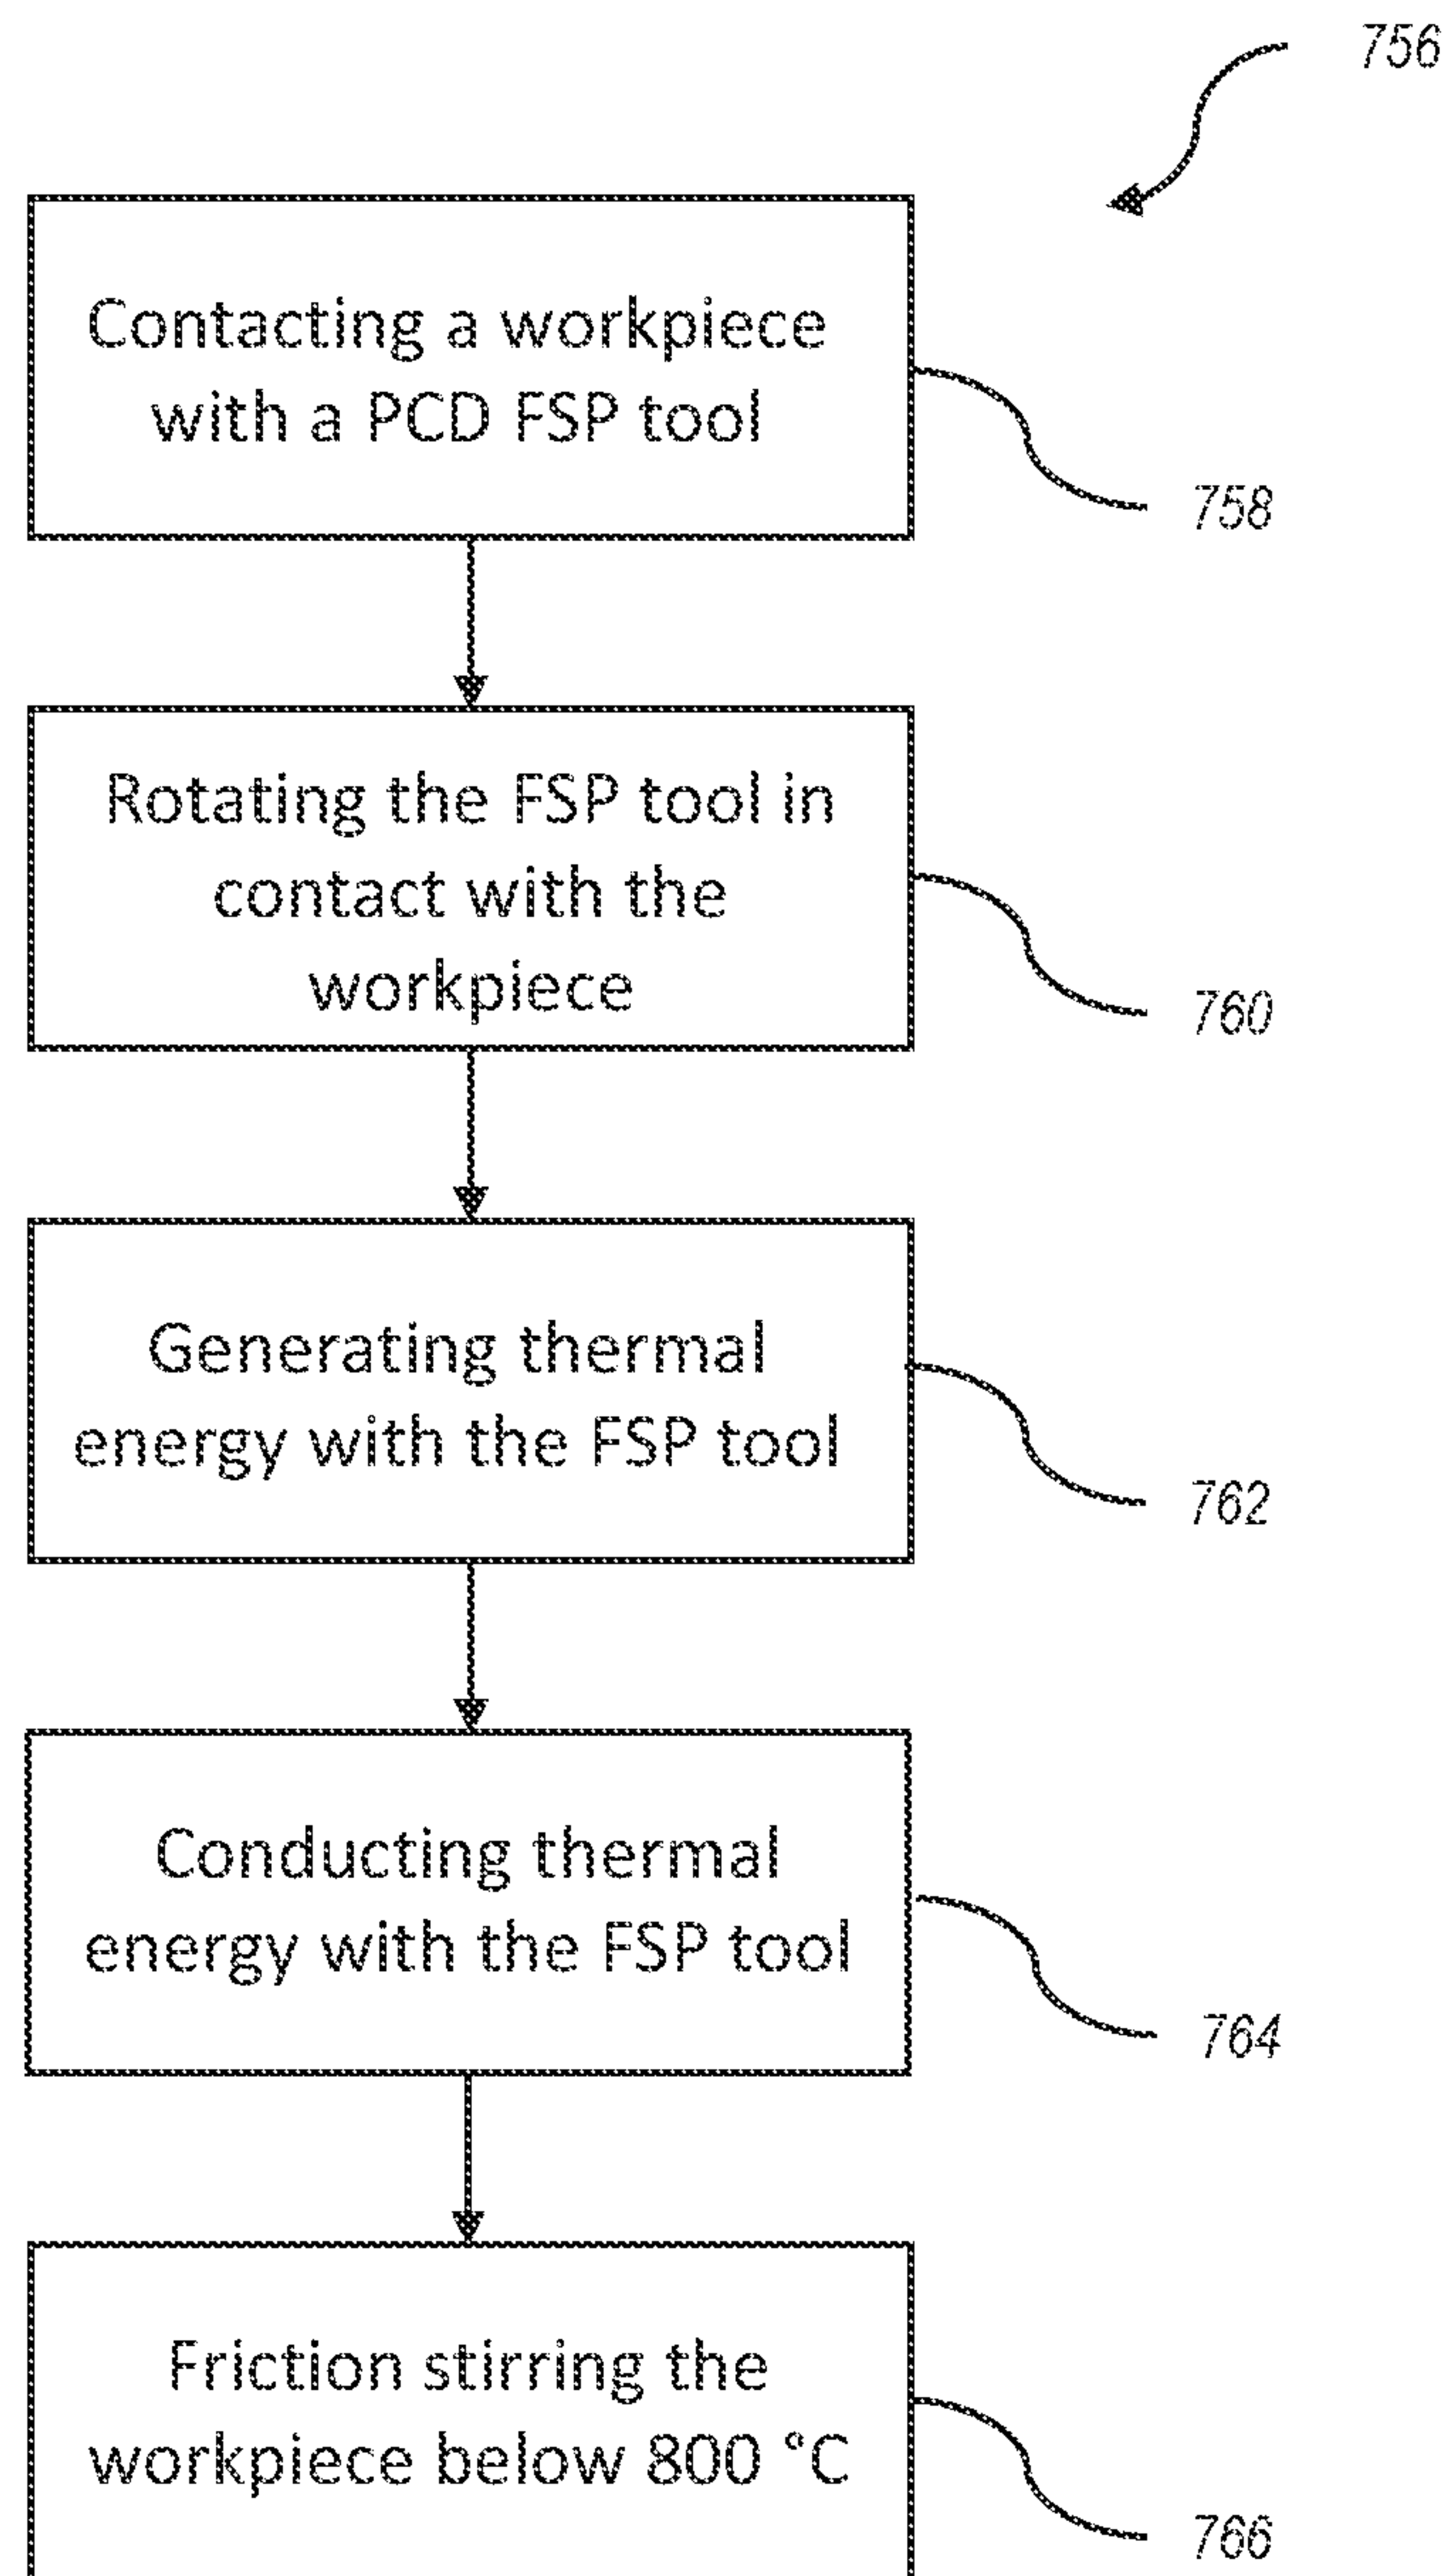 756
Contacting a workpiece
with a PCD FSP tool
758
Rotating the FSP tool in
contact with the
workpiece
760
Generating thermal
energy with the FSP tool
762
Conducting thermal
energy with the FSP tool
764
Friction stirring the
workpiece below 800 °C
766